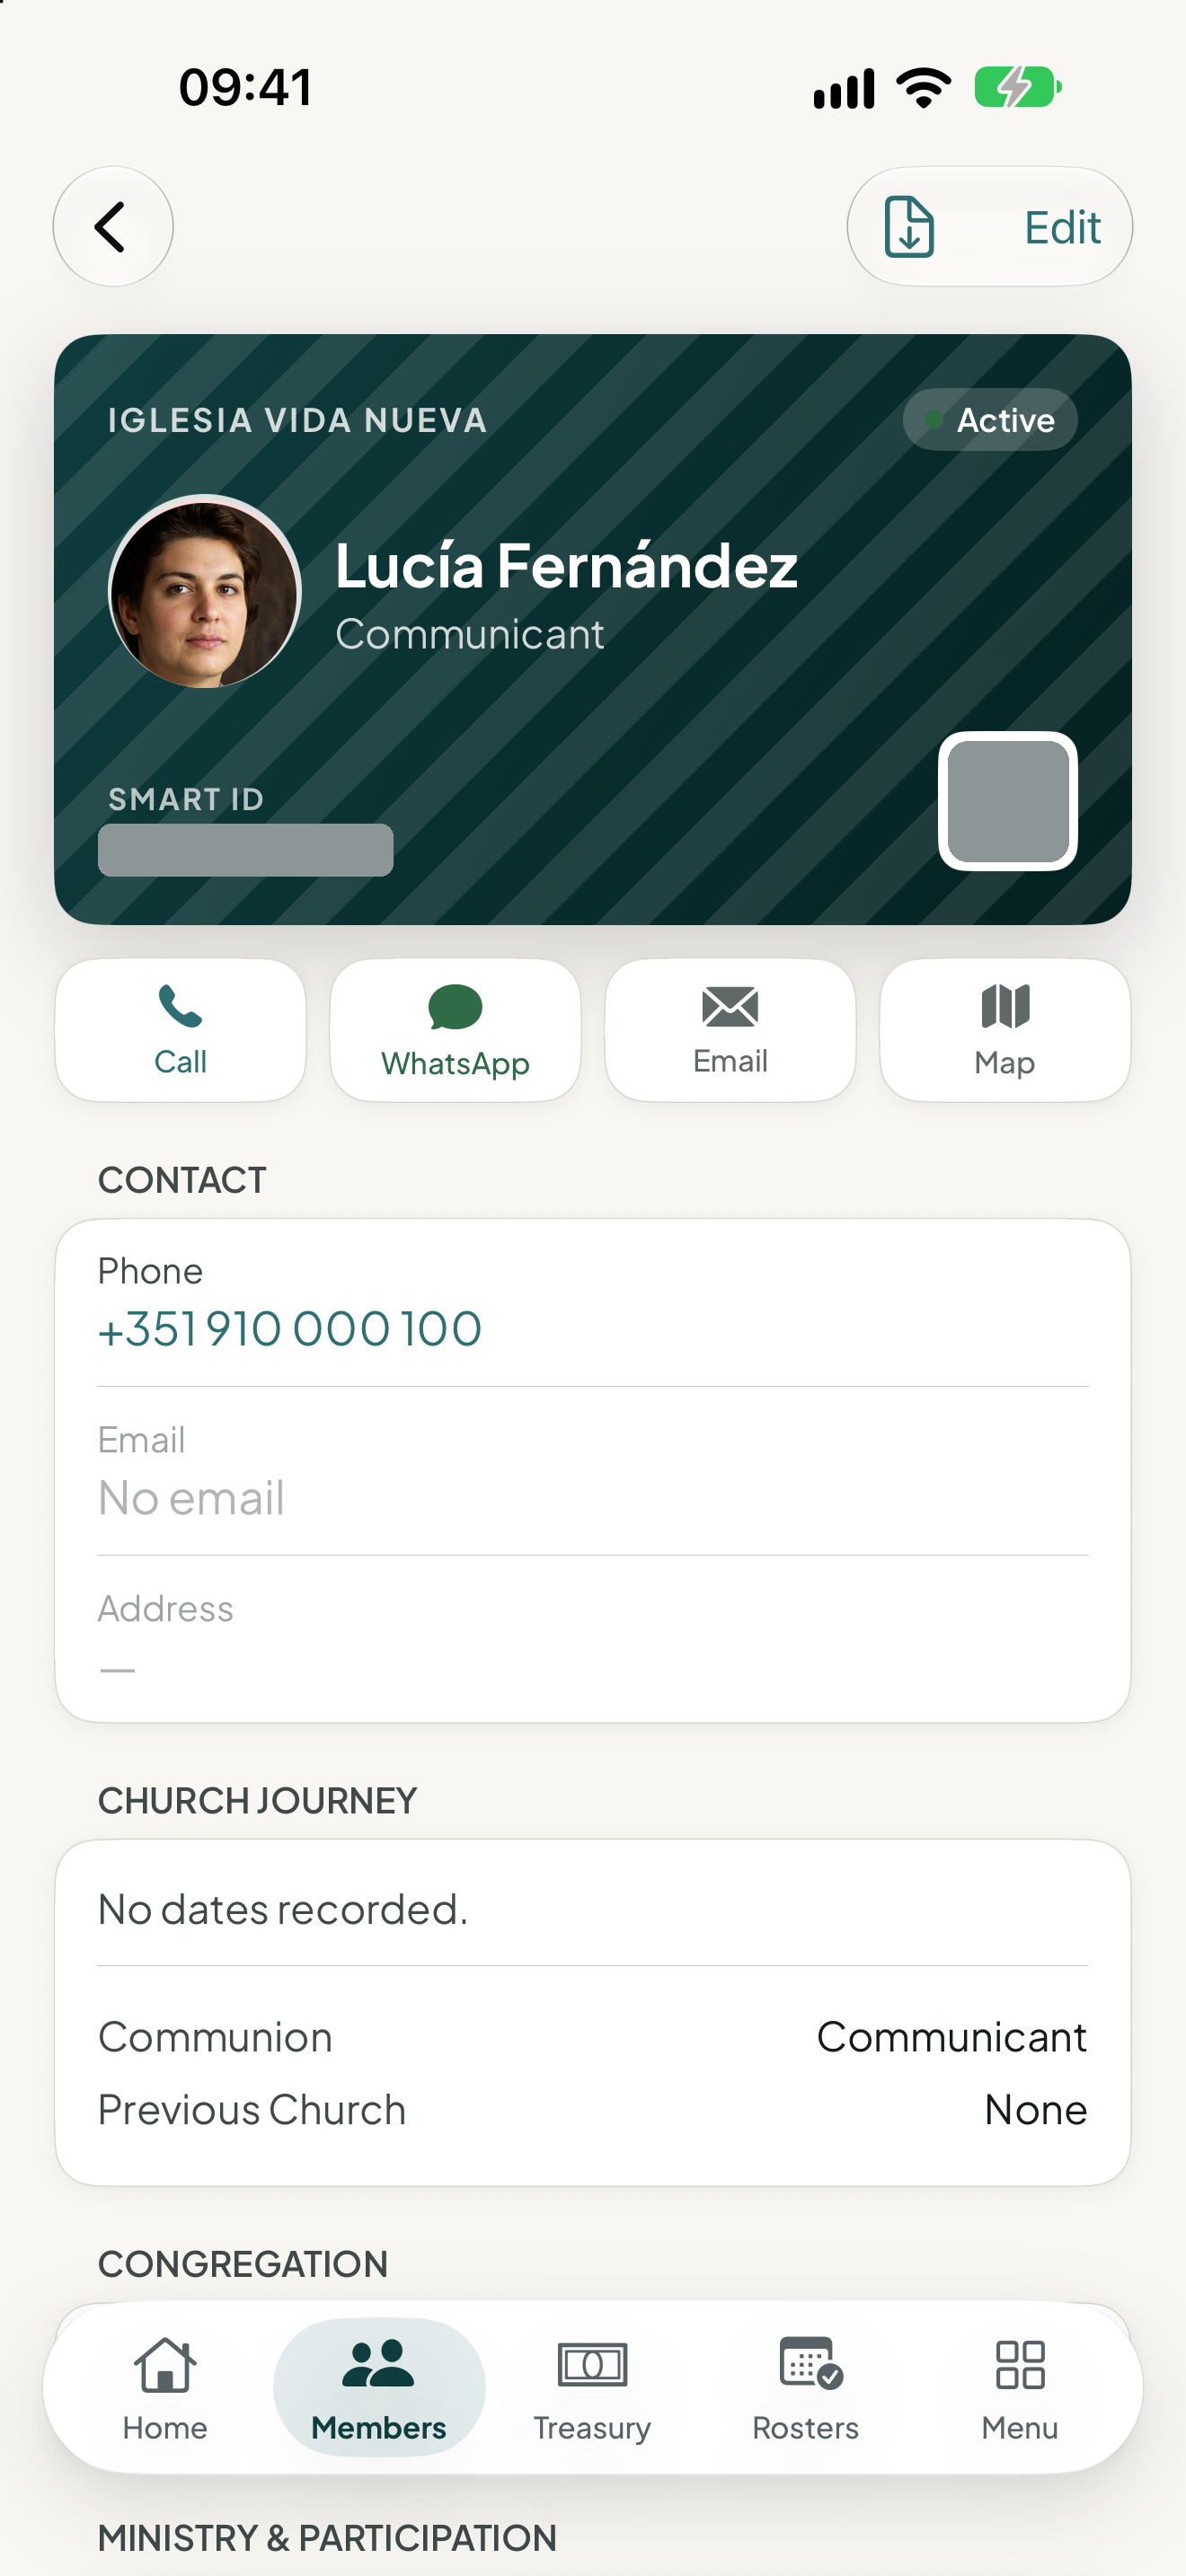 09:41
Edit
IGLESIA VIDA NUEVA
Active
Lucía Fernández
Communicant
SMART ID
Call
WhatsApp
Email
Map
CONTACT
Phone
+351 910 000 100
Email
No email
Address
—
CHURCH JOURNEY
No dates recorded.
Communion Communicant
Previous Church None
CONGREGATION
Home
Members
Treasury
Rosters
Menu
MINISTRY & PARTICIPATION